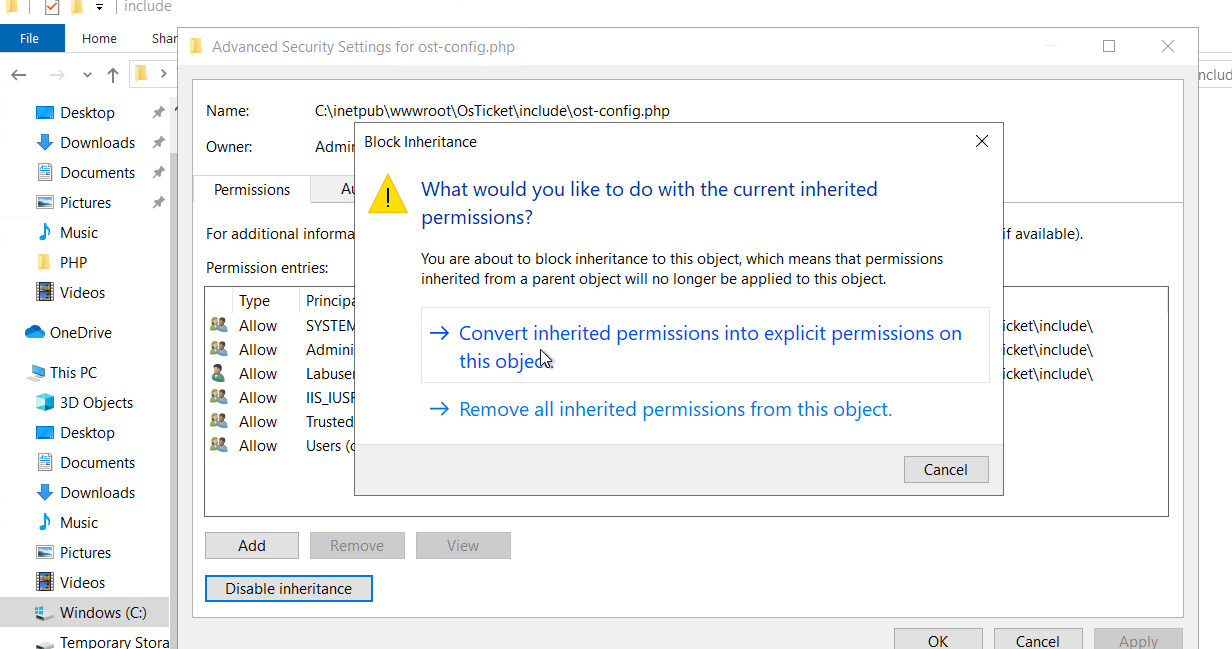 include
File
Home
Shar
Advanced Security Settings for ost-config.php
includ
Desktop
Downloads
Documents
Pictures
Music
PHP
Videos
OneDrive
This PC
3D Objects
Desktop
Documents
Downloads
Music
Pictures
Videos
Windows (C:)
Temporary Stora
Name: C:\inetpub\wwwroot\OsTicket\include\ost-config.php
Owner: Admin
Permissions
Au
For additional informa
if available).
Permission entries:
Type Principa
Allow SYSTEM
icket\include\
Allow Admini
icket\include\
Allow Labuser
icket\include\
Allow IIS_IUSR
Allow Trusted
Allow Users (c
Block Inheritance
What would you like to do with the current inherited
permissions?
You are about to block inheritance to this object, which means that permissions
inherited from a parent object will no longer be applied to this object.
Convert inherited permissions into explicit permissions on
this object.
Remove all inherited permissions from this object.
Cancel
Add
Remove
View
Disable inheritance
OK
Cancel
Apply